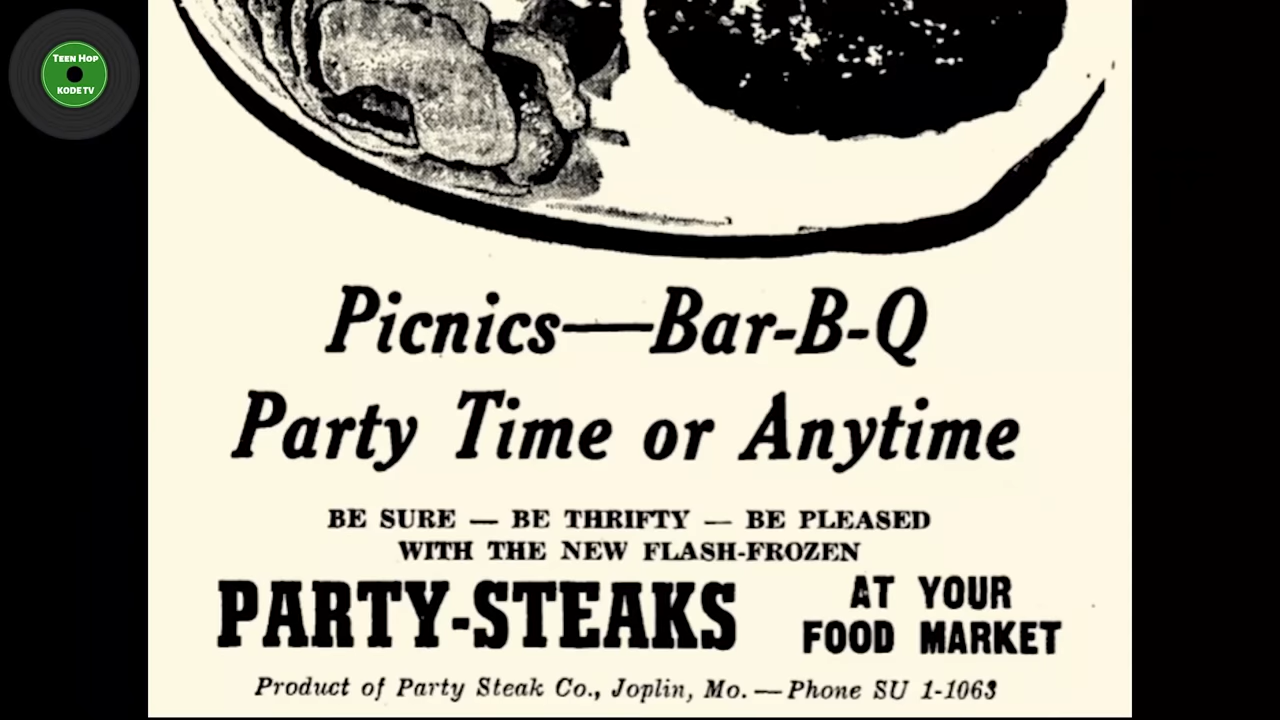 TEEN HOP
KODE TV
Picnics—Bar-B-Q
Party Time or Anytime
BE SURE — BE THRIFTY — BE PLEASED
WITH THE NEW FLASH-FROZEN
PARTY-STEAKS
AT YOUR
FOOD MARKET
Product of Party Steak Co., Joplin, Mo. — Phone SU 1-1063